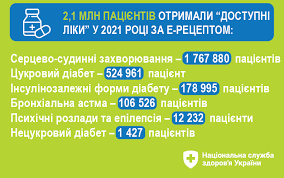 2,1 МЛН ПАЦІЄНТІВ ОТРИМАЛИ “ДОСТУПНІ
ЛІКИ” У 2021 РОЦІ ЗА Е-РЕЦЕПТОМ:
Серцево-судинні захворювання – 1 767 880 пацієнтів
Цукровий діабет – 524 961 пацієнт
Інсулінозалежні форми діабету – 178 995 пацієнтів
Бронхіальна астма – 106 526 пацієнтів
Психічні розлади та епілепсія – 12 232 пацієнти
Нецукровий діабет – 1 427 пацієнтів
Національна служба
здоров'я України